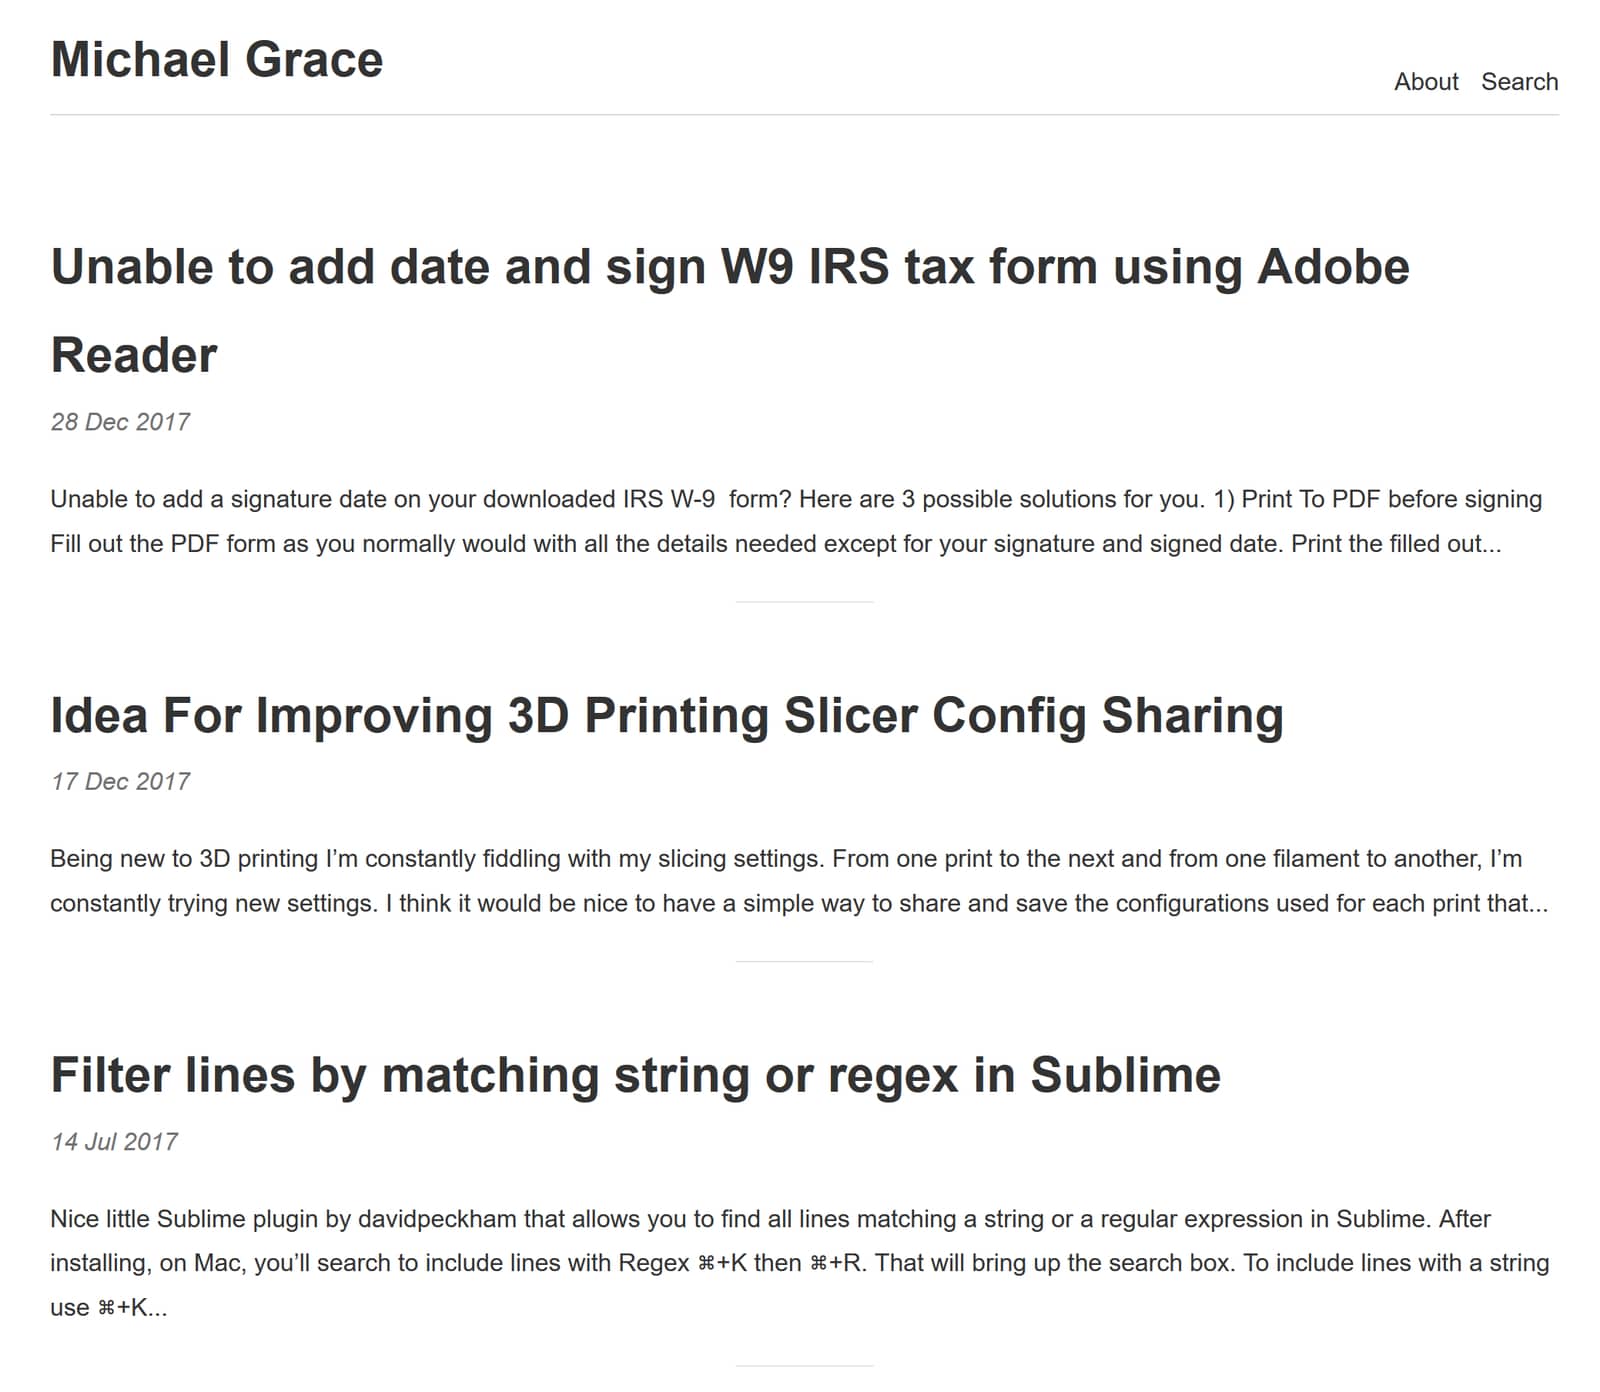 Michael Grace
About Search
Unable to add date and sign W9 IRS tax form using Adobe
Reader
28 Dec 2017
Unable to add a signature date on your downloaded IRS W-9  form? Here are 3 possible solutions for you. 1) Print To PDF before signing
Fill out the PDF form as you normally would with all the details needed except for your signature and signed date. Print the filled out...
Idea For Improving 3D Printing Slicer Config Sharing
17 Dec 2017
Being new to 3D printing I’m constantly fiddling with my slicing settings. From one print to the next and from one filament to another, I’m
constantly trying new settings. I think it would be nice to have a simple way to share and save the configurations used for each print that...
Filter lines by matching string or regex in Sublime
14 Jul 2017
Nice little Sublime plugin by davidpeckham that allows you to find all lines matching a string or a regular expression in Sublime. After
installing, on Mac, you’ll search to include lines with Regex ⌘+K then ⌘+R. That will bring up the search box. To include lines with a string
use ⌘+K...